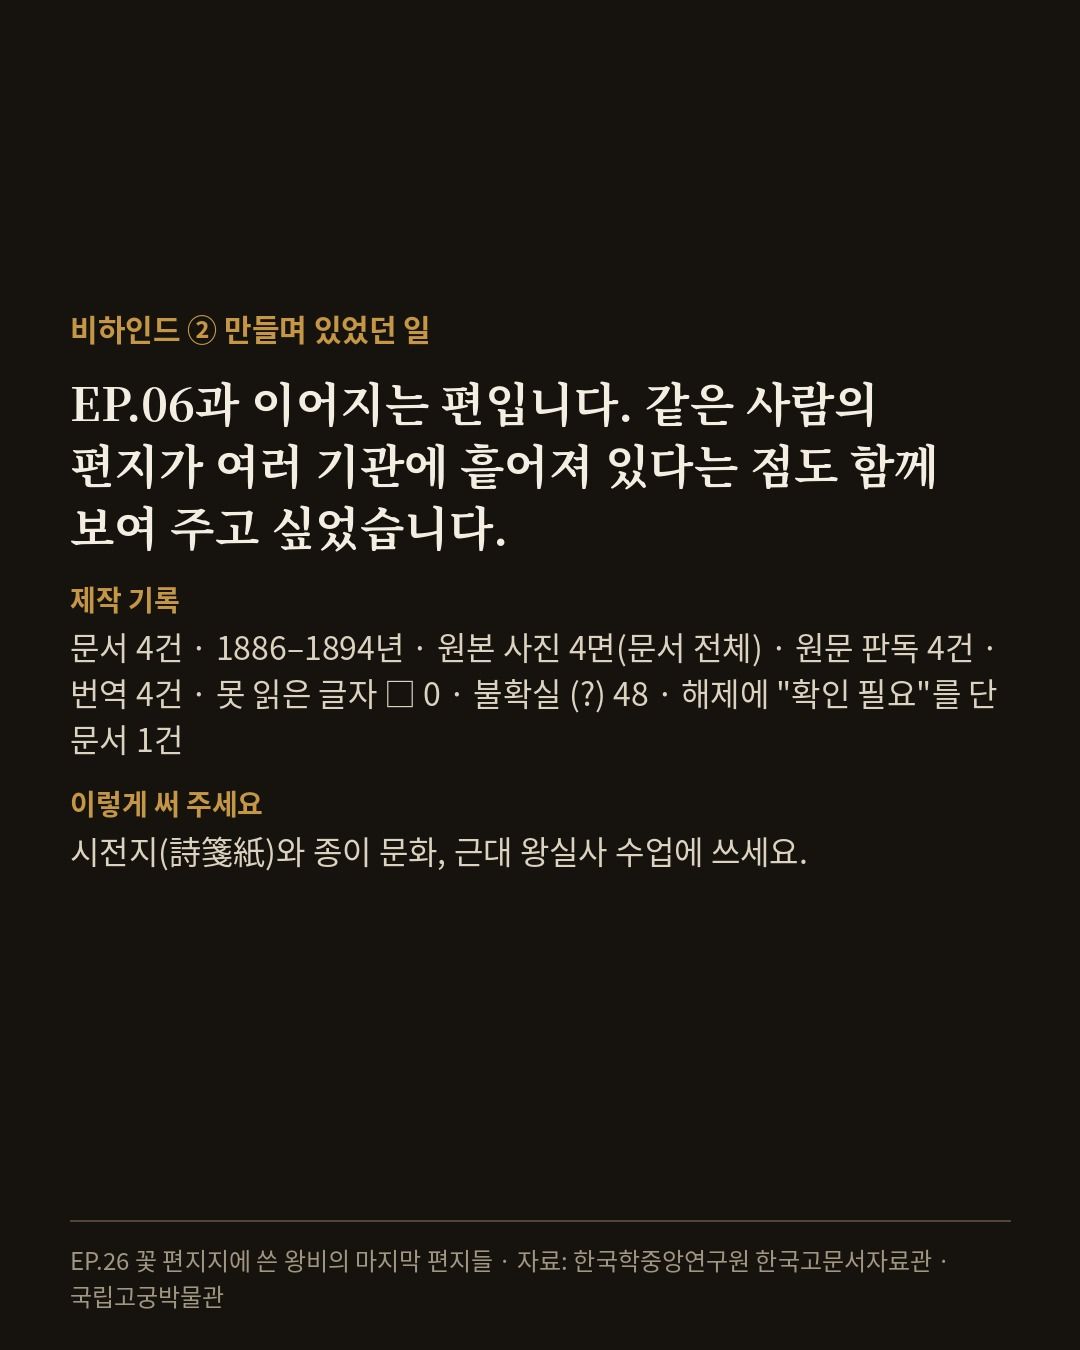 비하인드 ② 만들며 있었던 일
EP.06과 이어지는 편입니다. 같은 사람의
편지가 여러 기관에 흩어져 있다는 점도 함께
보여 주고 싶었습니다.
제작 기록
문서 4건 · 1886–1894년 · 원본 사진 4면(문서 전체) · 원문 판독 4건 ·
번역 4건 · 못 읽은 글자 □ 0 · 불확실 (?) 48 · 해제에 "확인 필요"를 단
문서 1건
이렇게 써 주세요
시전지(詩箋紙)와 종이 문화, 근대 왕실사 수업에 쓰세요.
EP.26 꽃 편지지에 쓴 왕비의 마지막 편지들 · 자료: 한국학중앙연구원 한국고문서자료관 ·
국립고궁박물관